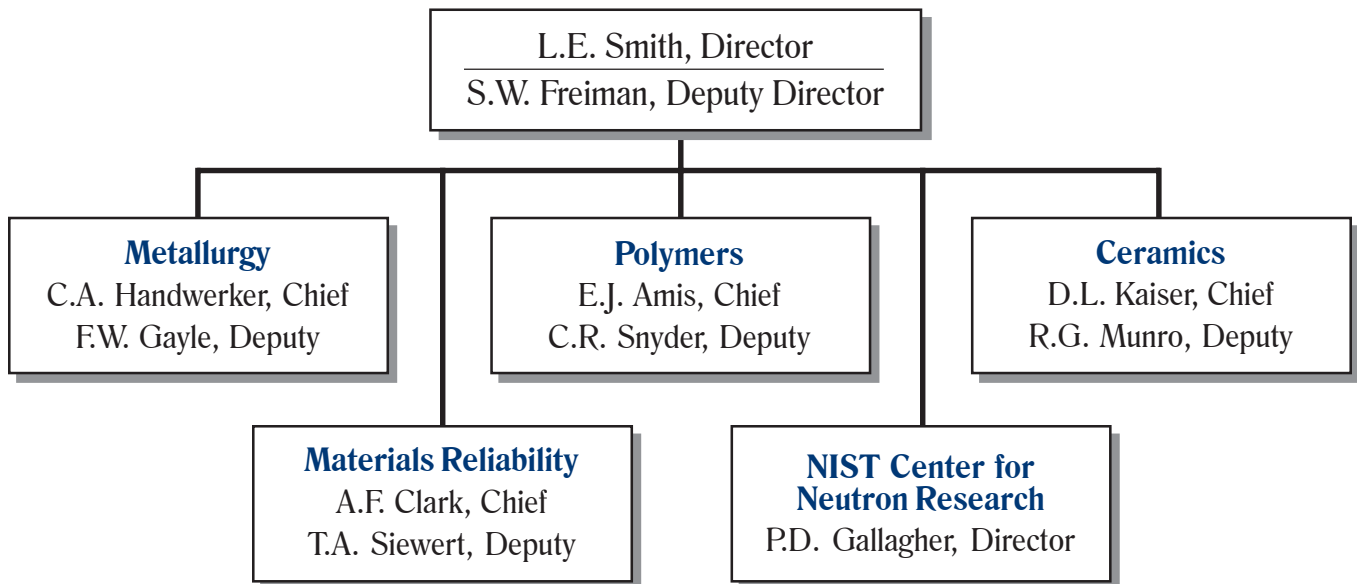 L.E. Smith, Director
S.W. Freiman, Deputy Director
Metallurgy
C.A. Handwerker, Chief
F.W. Gayle, Deputy
Polymers
E.J. Amis, Chief
C.R. Snyder, Deputy
Ceramics
D.L. Kaiser, Chief
R.G. Munro, Deputy
Materials Reliability
A.F. Clark, Chief
T.A. Siewert, Deputy
NIST Center for
Neutron Research
P.D. Gallagher, Director